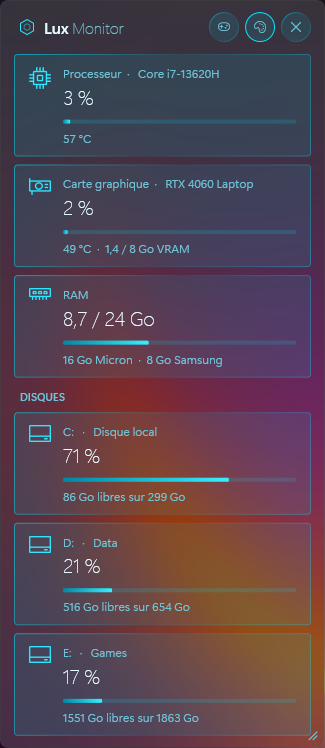 Lux Monitor
Processeur · Core i7-13620H
3 %
57 °C
Carte graphique · RTX 4060 Laptop
2 %
49 °C · 1,4 / 8 Go VRAM
RAM
8,7 / 24 Go
16 Go Micron · 8 Go Samsung
DISQUES
C: · Disque local
71 %
86 Go libres sur 299 Go
D: · Data
21 %
516 Go libres sur 654 Go
E: · Games
17 %
1551 Go libres sur 1863 Go